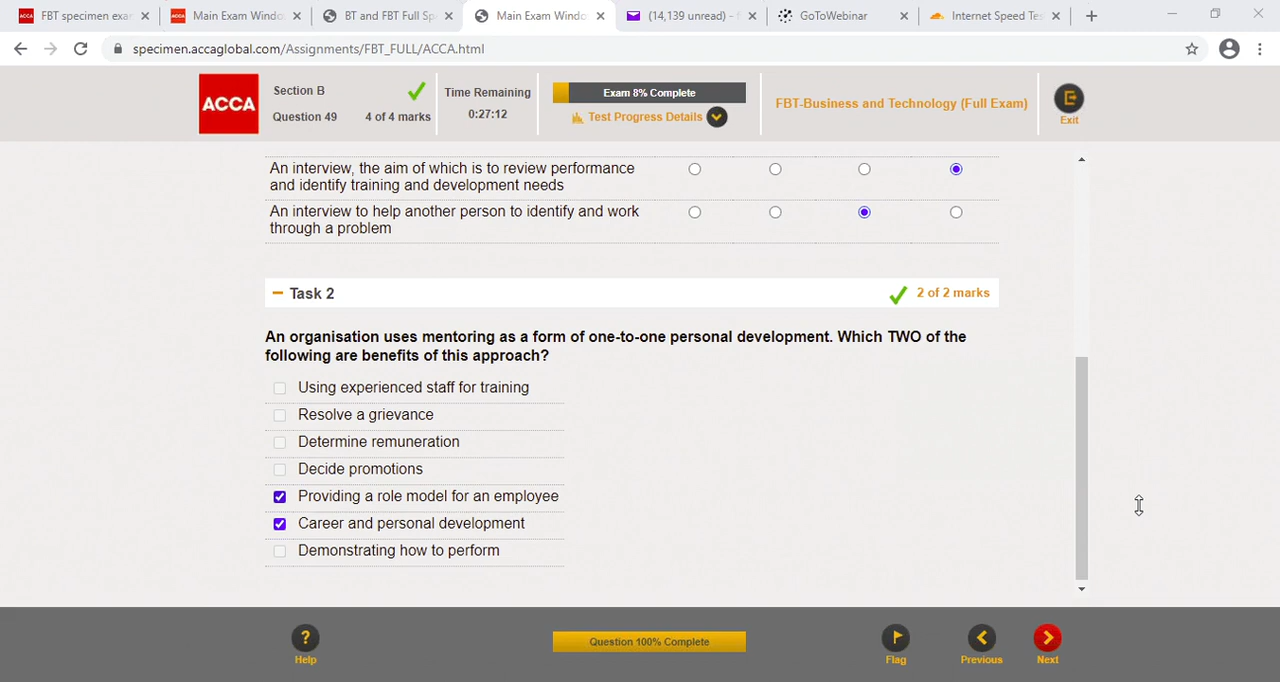 FBT specimen exar
Main Exam Windo
BT and FBT Full Sp
Main Exam Windo
(14,139 unread) - f
GoToWebinar
Internet Speed Tes
specimen.accaglobal.com/Assignments/FBT_FULL/ACCA.html
ACCA
Section B
Question 49
4 of 4 marks
Time Remaining
0:27:12
Exam 8% Complete
Test Progress Details
FBT-Business and Technology (Full Exam)
Exit
An interview, the aim of which is to review performance
and identify training and development needs
An interview to help another person to identify and work
through a problem
Task 2
2 of 2 marks
An organisation uses mentoring as a form of one-to-one personal development. Which TWO of the
following are benefits of this approach?
Using experienced staff for training
Resolve a grievance
Determine remuneration
Decide promotions
Providing a role model for an employee
Career and personal development
Demonstrating how to perform
Help
Question 100% Complete
Flag
Previous
Next